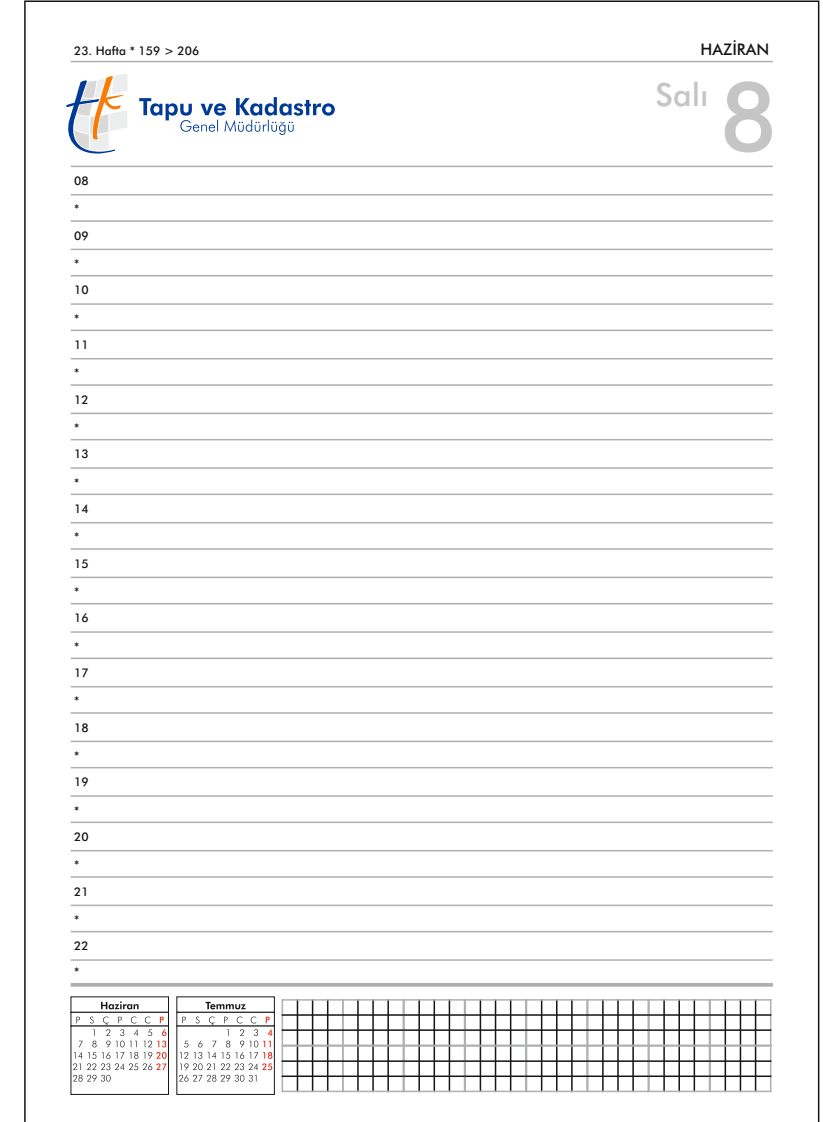 23. Hafta * 159 > 206
HAZİRAN
Tapu ve Kadastro
Genel Müdürlüğü
Salı 8
08
*
09
*
10
*
11
*
12
*
13
*
14
*
15
*
16
*
17
*
18
*
19
*
20
*
21
*
22
*
Haziran
P S Ç P C C P
1 2 3 4 5 6
7 8 9 10 11 12 13
14 15 16 17 18 19 20
21 22 23 24 25 26 27
28 29 30
Temmuz
P S Ç P C C P
1 2 3 4
5 6 7 8 9 10 11
12 13 14 15 16 17 18
19 20 21 22 23 24 25
26 27 28 29 30 31